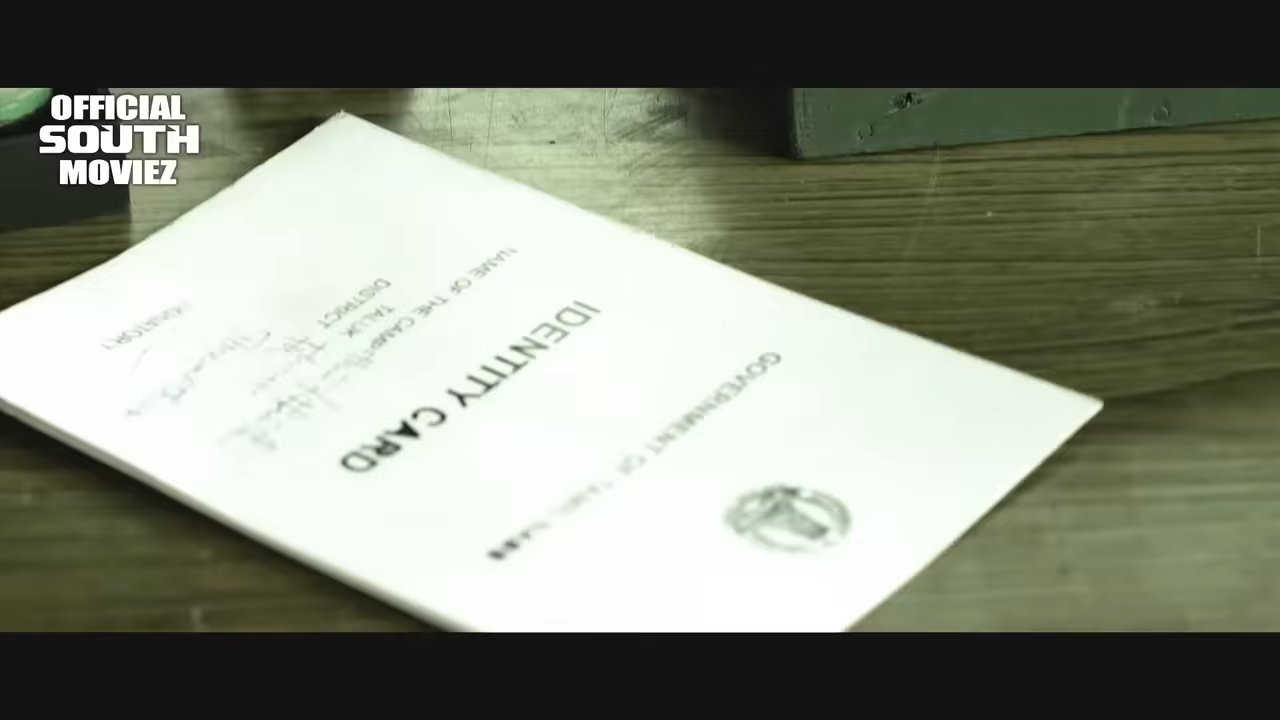 OFFICIAL
SOUTH
MOVIEZ
GOVERNMENT OF TAMIL NADU
IDENTITY CARD
NAME OF THE CAMP
TALUK
DISTRICT